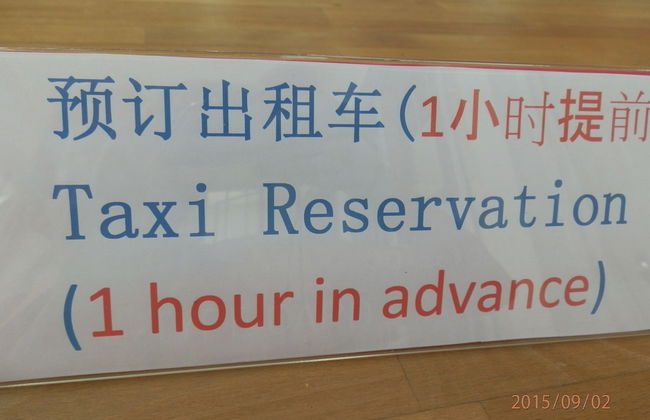 预订出租车(1小时提前
Taxi Reservation
(1 hour in advance)
2015/09/02